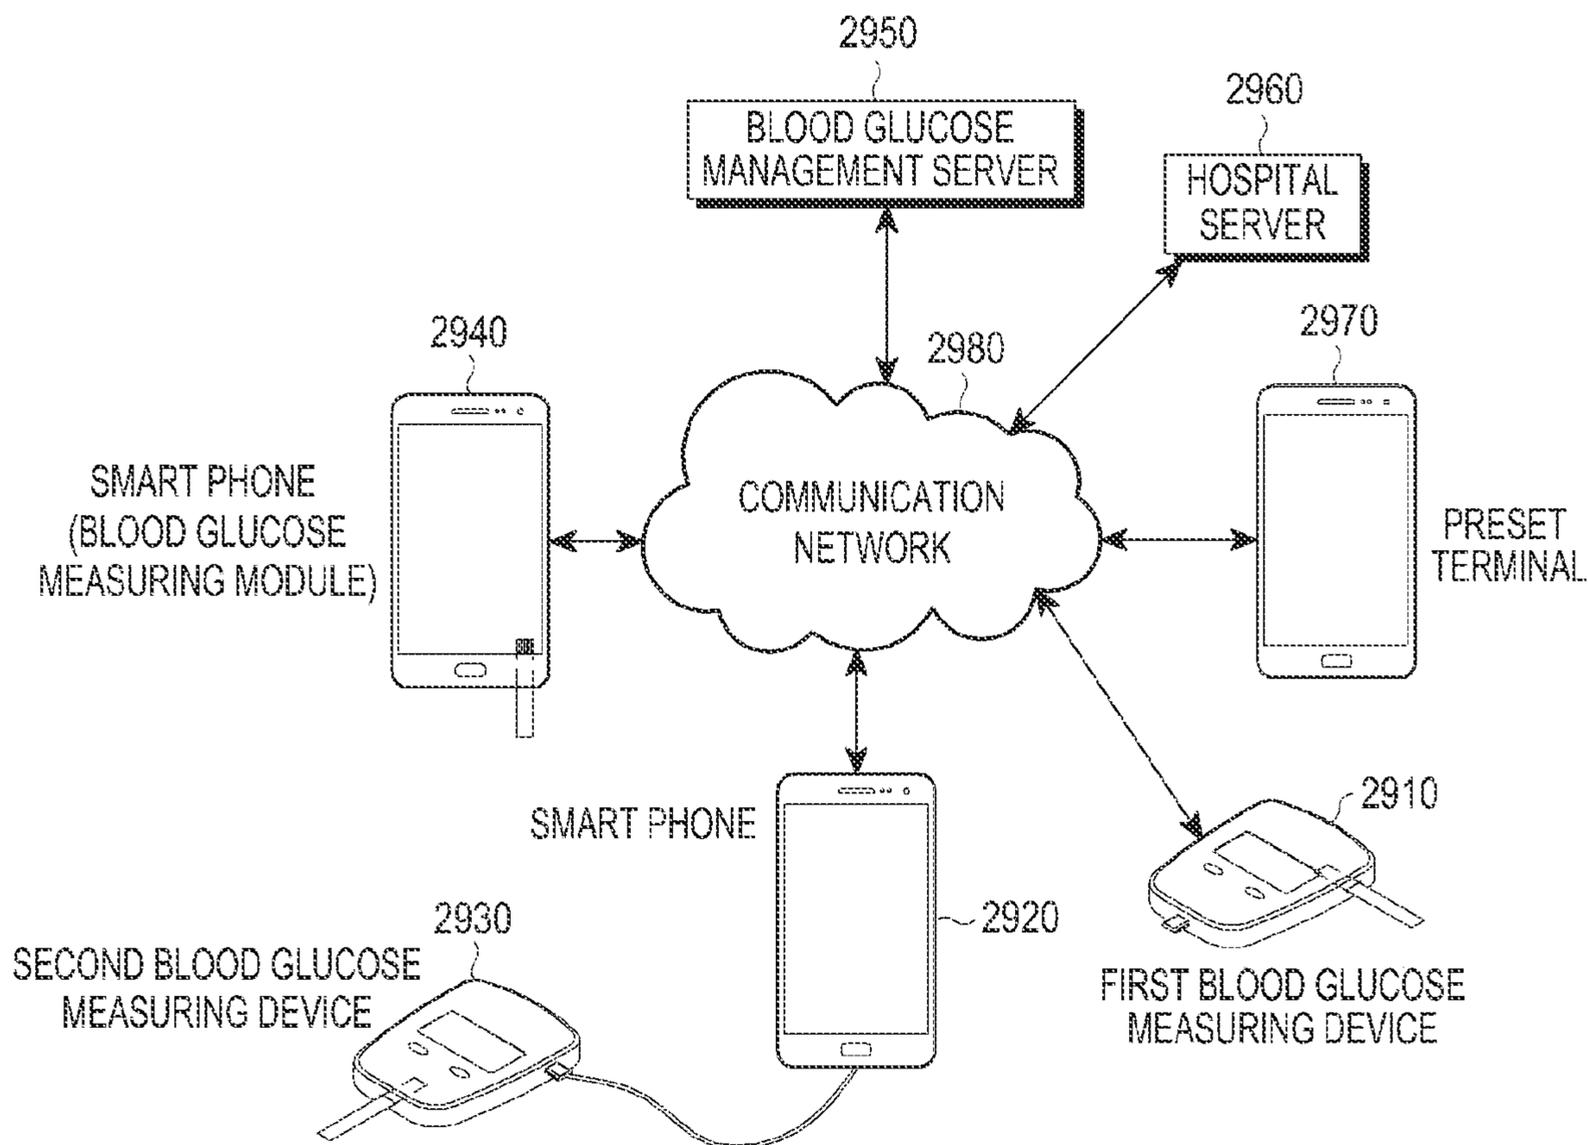 2950
BLOOD GLUCOSE
MANAGEMENT SERVER
2960
HOSPITAL
SERVER
2940
2980
2970
SMART PHONE
(BLOOD GLUCOSE
MEASURING MODULE)
COMMUNICATION
NETWORK
PRESET
TERMINAL
SMART PHONE
2910
2920
2930
SECOND BLOOD GLUCOSE
MEASURING DEVICE
FIRST BLOOD GLUCOSE
MEASURING DEVICE